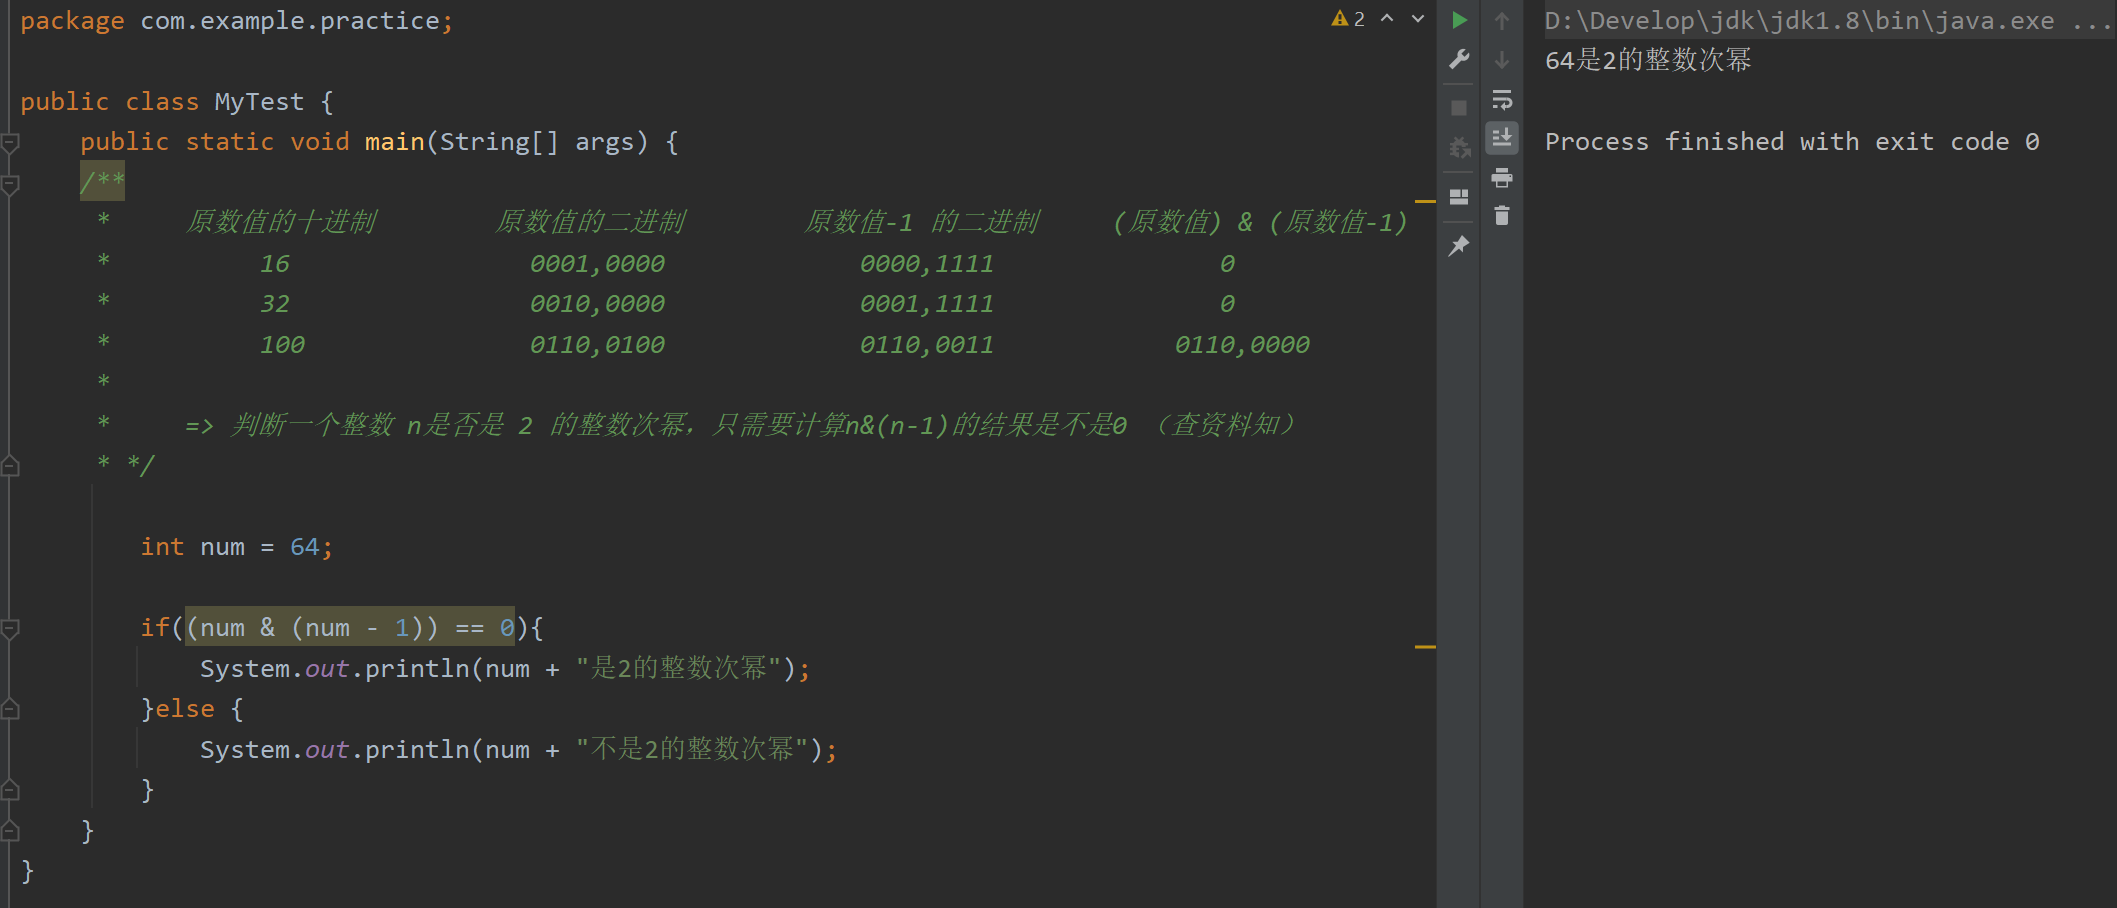 package com.example.practice;
2
public class MyTest {
public static void main(String[] args) {
/**
* 原数值的十进制 原数值的二进制 原数值-1 的二进制 (原数值) & (原数值-1)
* 16 0001,0000 0000,1111 0
* 32 0010,0000 0001,1111 0
* 100 0110,0100 0110,0011 0110,0000
*
* => 判断一个整数 n是否是 2 的整数次幂，只需要计算n&(n-1)的结果是不是0 （查资料知）
* */
int num = 64;
if((num & (num - 1)) == 0){
System.out.println(num + "是2的整数次幂");
}else {
System.out.println(num + "不是2的整数次幂");
}
}
}
D:\Develop\jdk\jdk1.8\bin\java.exe ...
64是2的整数次幂
Process finished with exit code 0